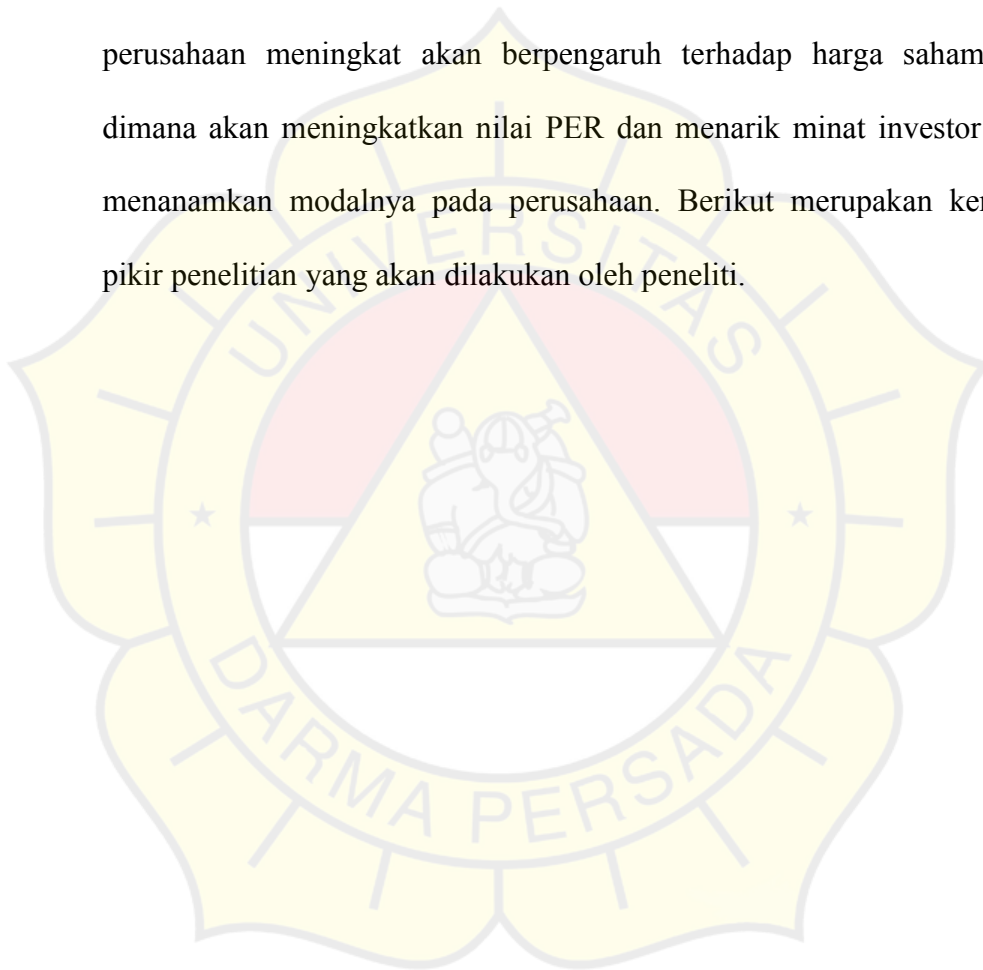 perusahaan meningkat akan berpengaruh terhadap harga saham
dimana akan meningkatkan nilai PER dan menarik minat investor
menanamkan modalnya pada perusahaan. Berikut merupakan
pikir penelitian yang akan dilakukan oleh peneliti.
UNIVERSITAS
DARMA PERSADA